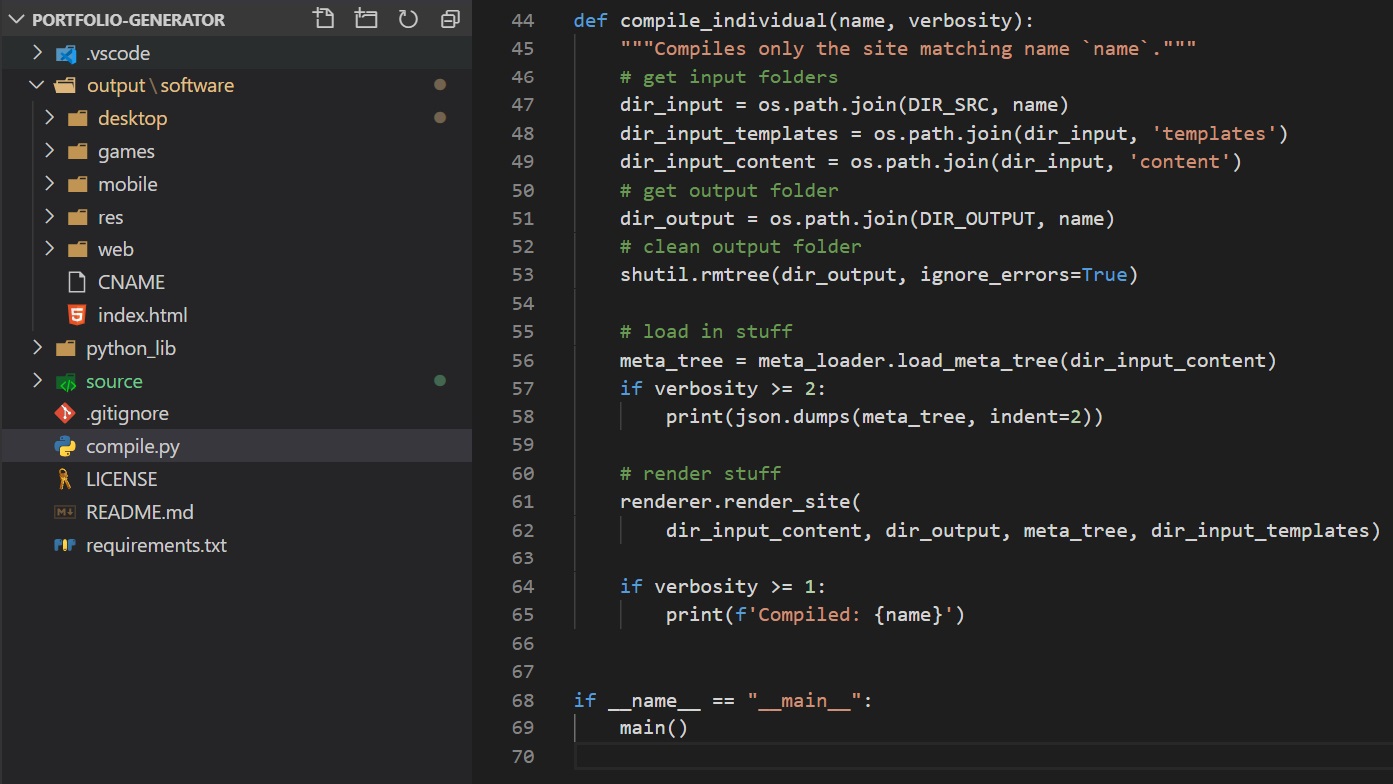 PORTFOLIO-GENERATOR
.vscode
output \ software
desktop
games
mobile
res
web
CNAME
index.html
python_lib
source
.gitignore
compile.py
LICENSE
README.md
requirements.txt
44 def compile_individual(name, verbosity):
45     """Compiles only the site matching name `name`."""
46     # get input folders
47     dir_input = os.path.join(DIR_SRC, name)
48     dir_input_templates = os.path.join(dir_input, 'templates')
49     dir_input_content = os.path.join(dir_input, 'content')
50     # get output folder
51     dir_output = os.path.join(DIR_OUTPUT, name)
52     # clean output folder
53     shutil.rmtree(dir_output, ignore_errors=True)
54
55     # load in stuff
56     meta_tree = meta_loader.load_meta_tree(dir_input_content)
57     if verbosity >= 2:
58         print(json.dumps(meta_tree, indent=2))
59
60     # render stuff
61     renderer.render_site(
62         dir_input_content, dir_output, meta_tree, dir_input_templates)
63
64     if verbosity >= 1:
65         print(f'Compiled: {name}')
66
67
68 if __name__ == "__main__":
69     main()
70